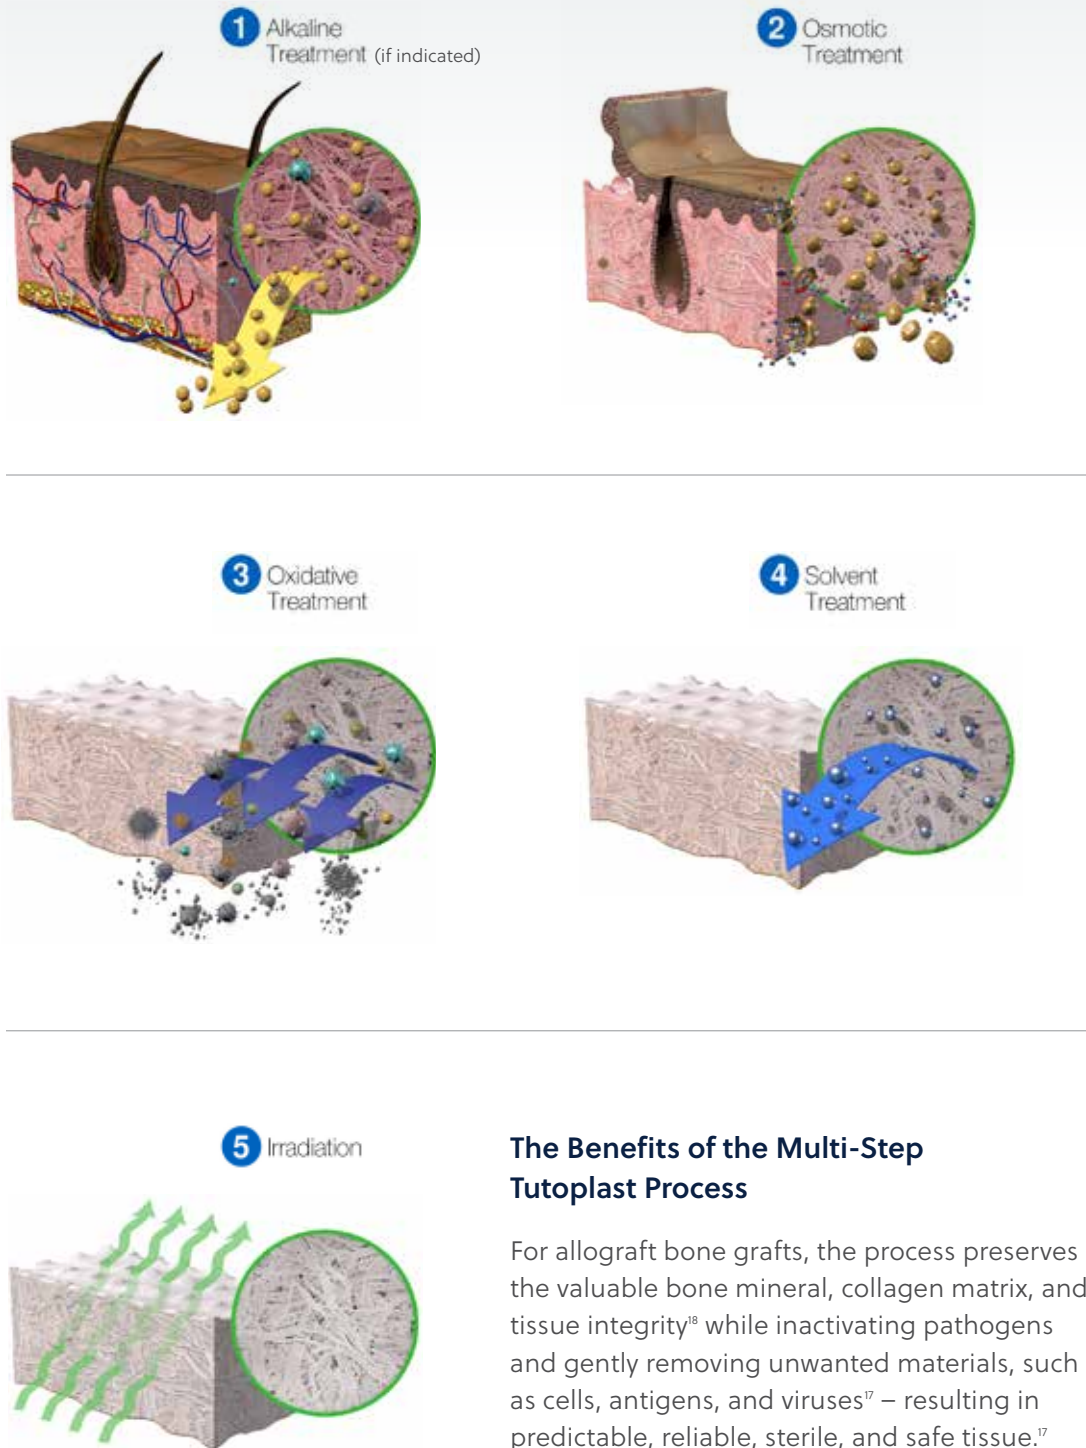 1 Alkaline
Treatment (if indicated)
2 Osmotic
Treatment
3 Oxidative
Treatment
4 Solvent
Treatment
5 Irradiation
The Benefits of the Multi-Step
Tutoplast Process
For allograft bone grafts, the process preserves
the valuable bone mineral, collagen matrix, and
tissue integrity¹⁸ while inactivating pathogens
and gently removing unwanted materials, such
as cells, antigens, and viruses¹⁷ – resulting in
predictable, reliable, sterile, and safe tissue.¹⁷